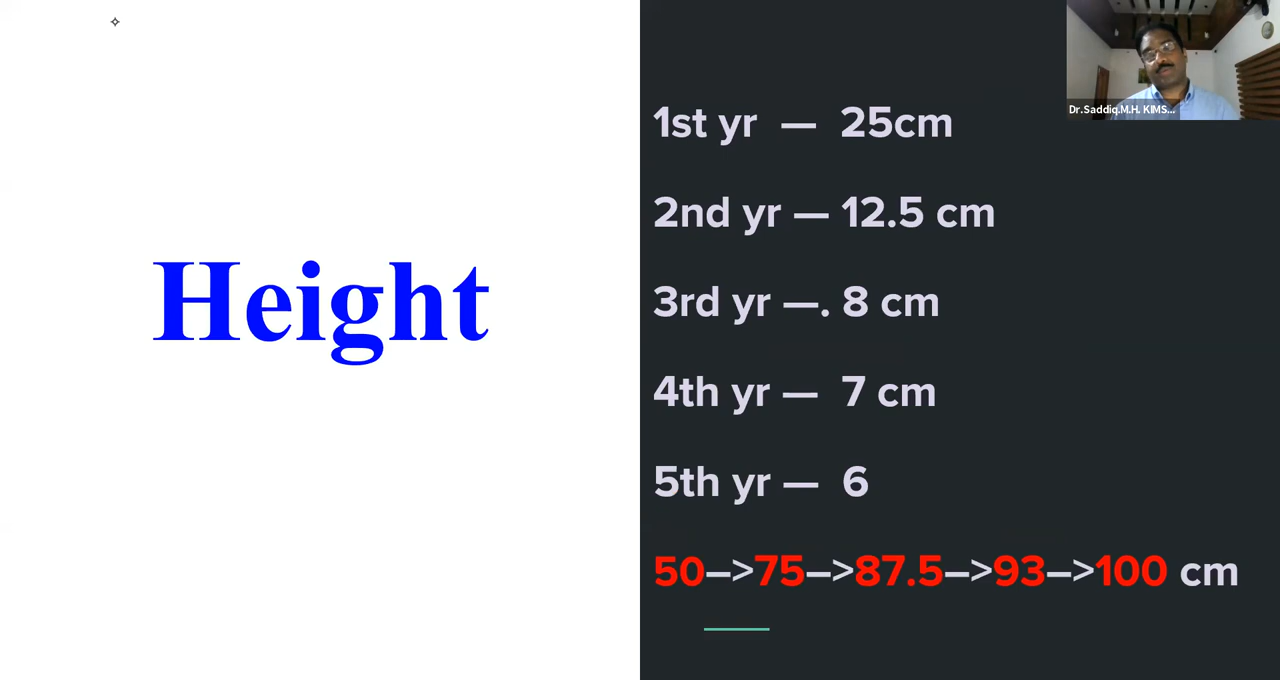 Height
1st yr — 25cm
2nd yr — 12.5 cm
3rd yr —. 8 cm
4th yr — 7 cm
5th yr — 6
50–>75–>87.5–>93–>100 cm
Dr.Saddiq.M.H. KIMS...